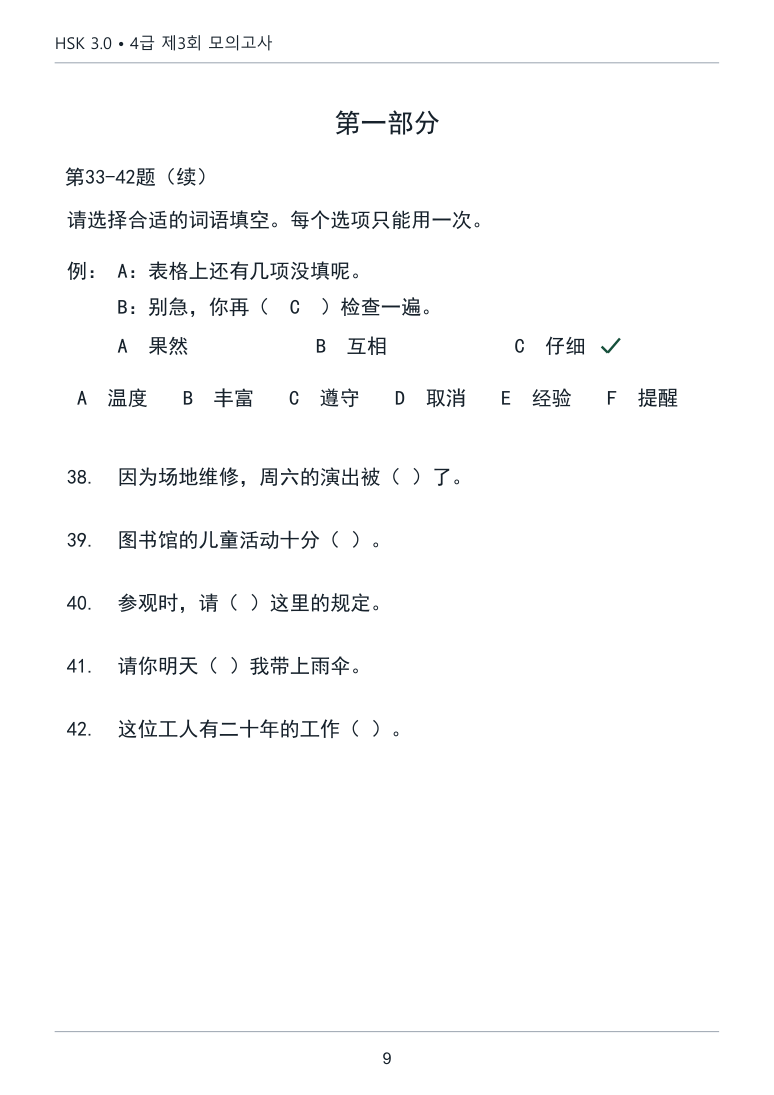 HSK 3.0 • 4급 제3회 모의고사
第一部分
第33-42题（续）
请选择合适的词语填空。每个选项只能用一次。
例： A：表格上还有几项没填呢。
B：别急，你再（ C ）检查一遍。
A 果然 B 互相 C 仔细 ✓
A 温度 B 丰富 C 遵守 D 取消 E 经验 F 提醒
38. 因为场地维修，周六的演出被（ ）了。
39. 图书馆的儿童活动十分（ ）。
40. 参观时，请（ ）这里的规定。
41. 请你明天（ ）我带上雨伞。
42. 这位工人有二十年的工作（ ）。
9